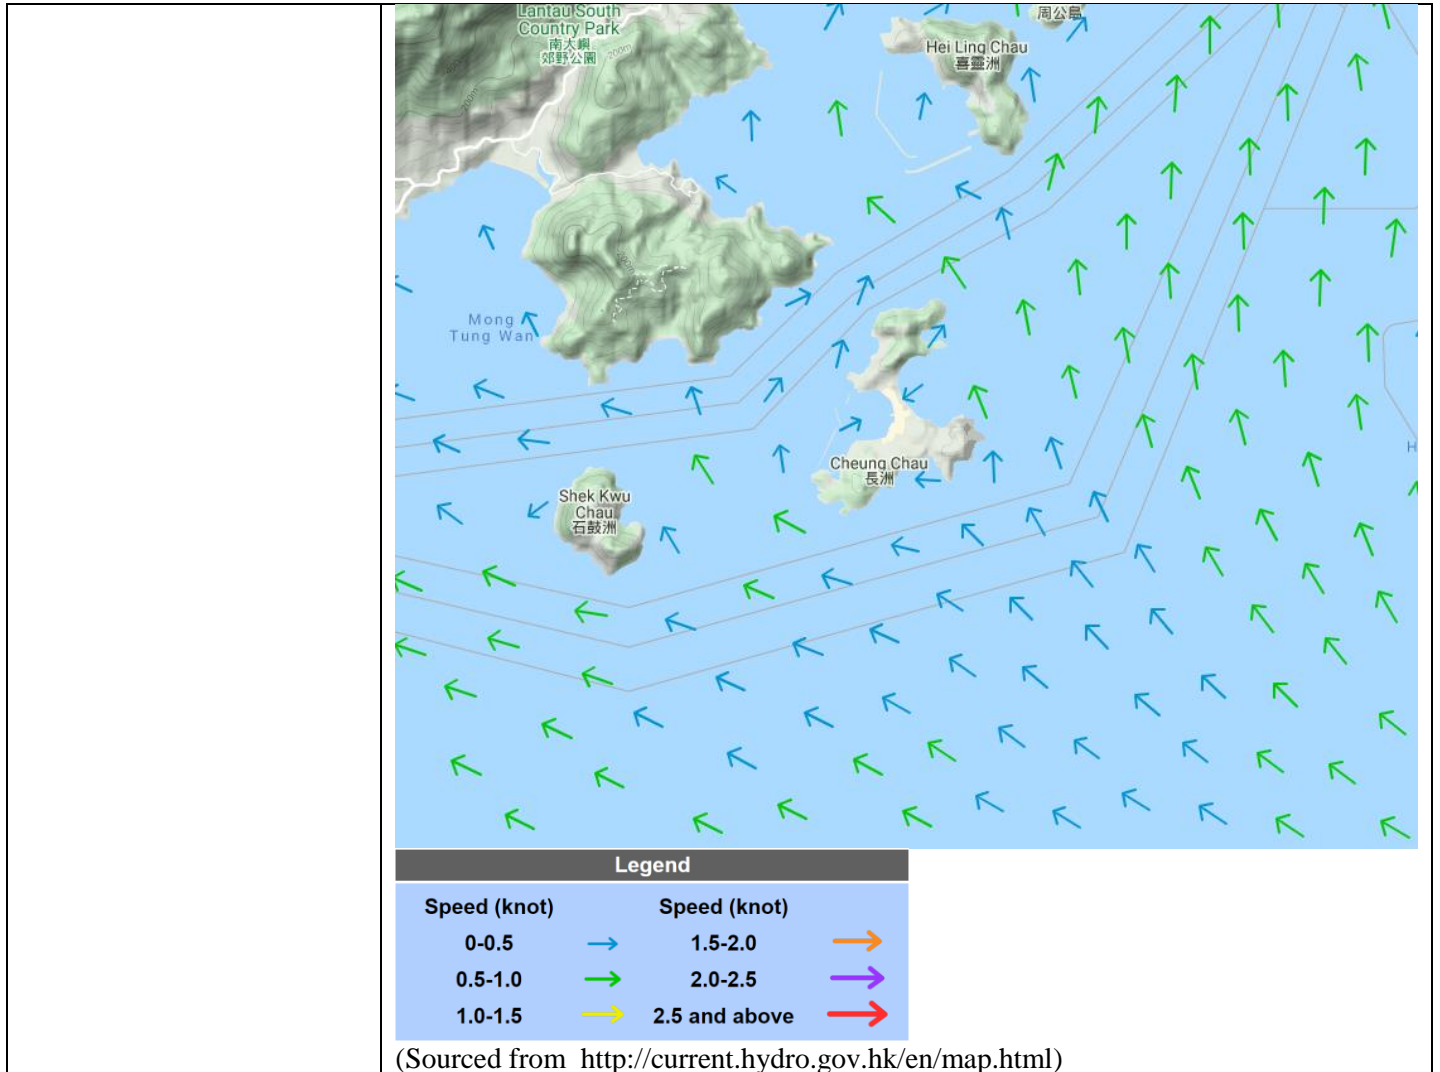 Lantau South
Country Park
南大嶼
郊野公園
200m
200m
周公島
Hei Ling Chau
喜靈洲
200m
Mong
Tung Wan
Cheung Chau
長洲
Shek Kwu
Chau
石鼓洲
H
Legend
Speed (knot) Speed (knot)
0-0.5 1.5-2.0
0.5-1.0 2.0-2.5
1.0-1.5 2.5 and above
(Sourced from http://current.hydro.gov.hk/en/map.html)